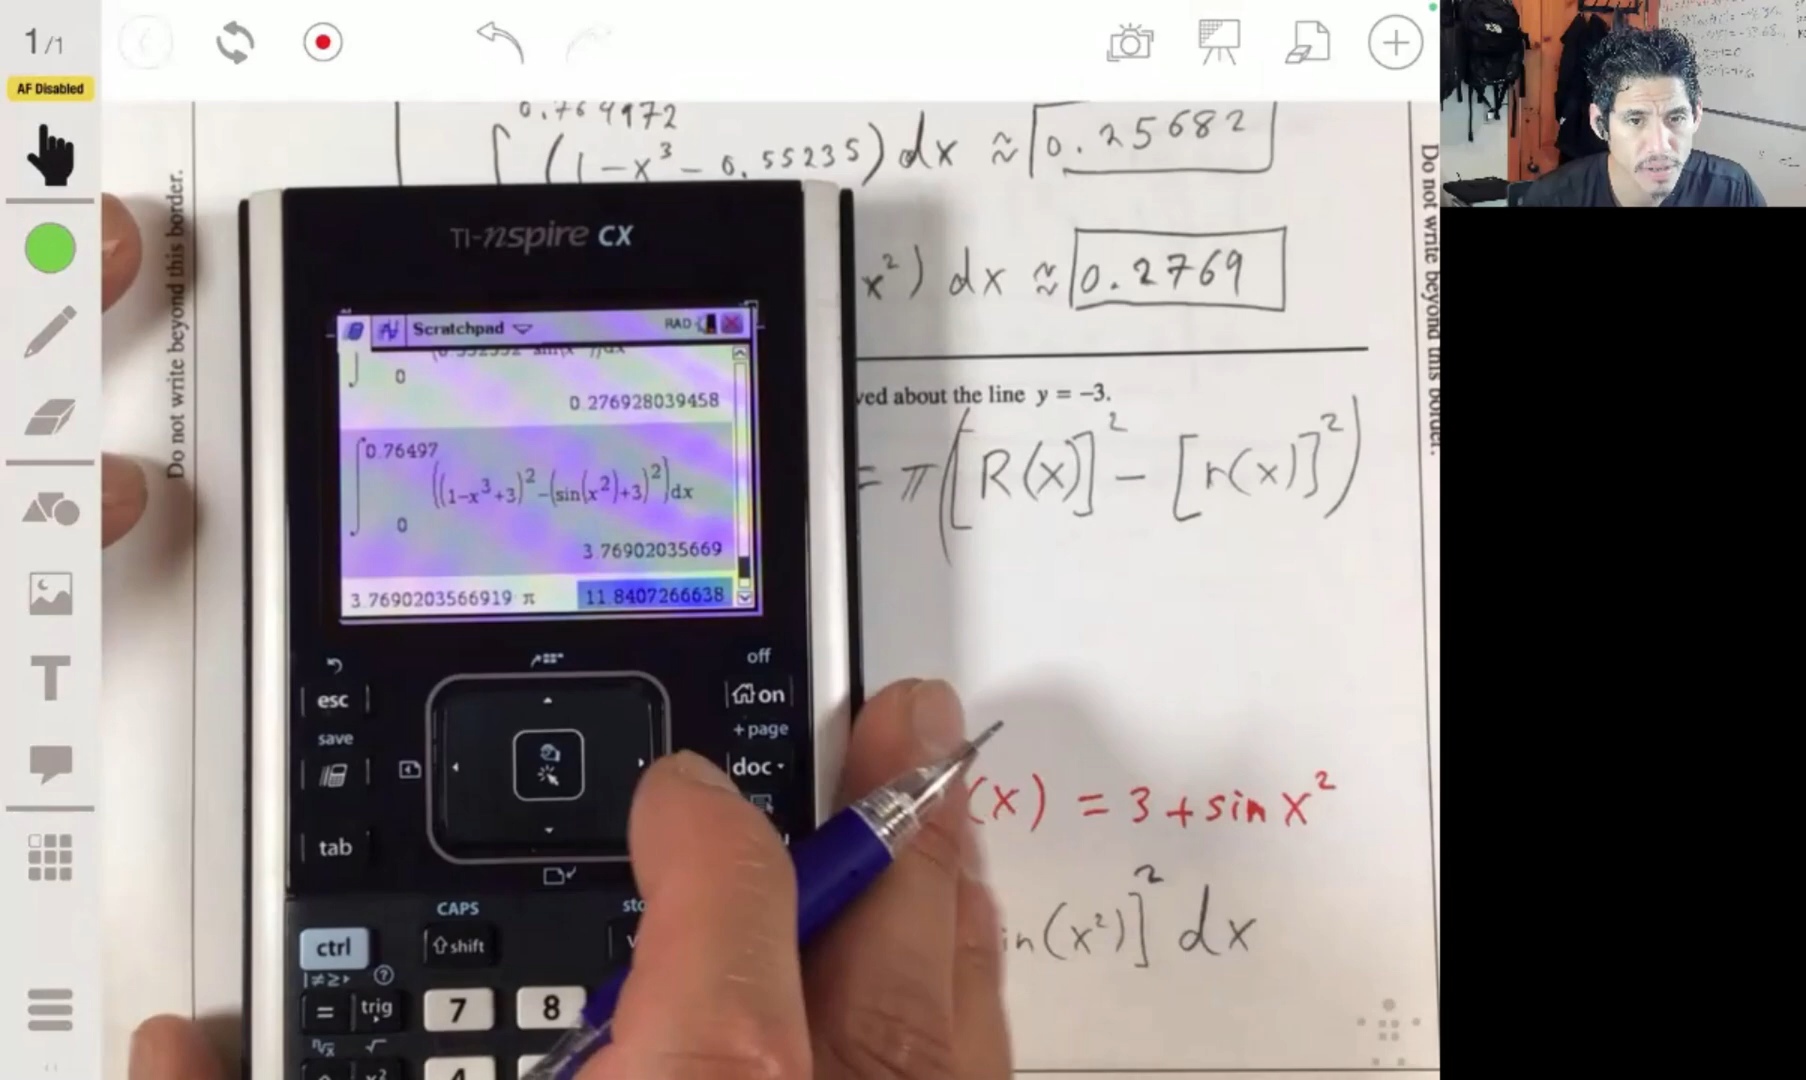 1/1
AF Disabled
T
Do not write beyond this border.
0.764972
∫ (1-x³ - 0.55235) dx ≈ 0.25682
x²) dx ≈ 0.2769
ved about the line y = –3.
= π([R(x)]² - [r(x)]²)
(x) = 3 + sin x²
in(x²)]² dx
Do not write beyond this border.
TI-nspire CX
Scratchpad RAD
0
0.276928039458
0.76497
∫ ((1-x³+3)²-(sin(x²)+3)²)dx
0
3.76902035669
3.7690203566919 π 11.8407266638
off
esc
on
save
+page
doc
tab
CAPS
ctrl
shift
= trig 7 8
x² 4